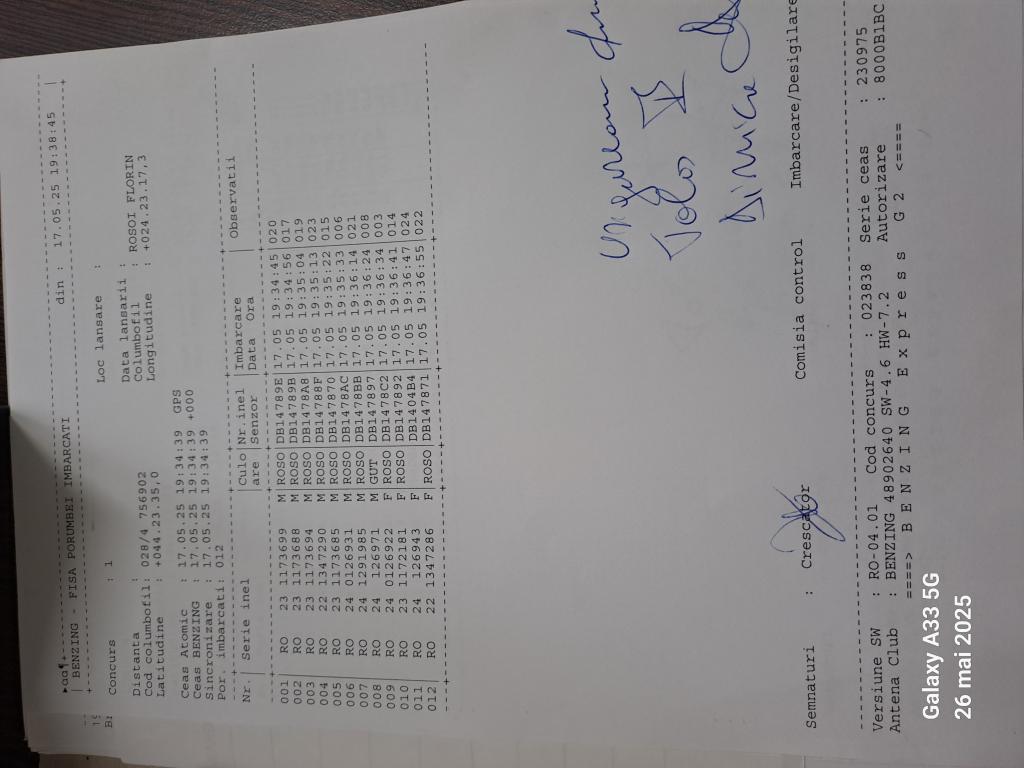 ▸αα¶.
| BENZING - FISA PORUMBEI IMBARCATI din : 17.05.25 19:38:45 |
Concurs : 1 Loc lansare :
Distanta : Data lansarii :
Cod columbofil: 028/4 756902 Columbofil : ROSOI FLORIN
Latitudine : +044.23.35,0 Longitudine : +024.23.17,3
Ceas Atomic : 17.05.25 19:34:39 GPS
Ceas BENZING : 17.05.25 19:34:39 +000
Sincronizare : 17.05.25 19:34:39
Por. imbarcati: 012
Nr.| Serie inel |Culo|Nr.inel |Imbarcare |Observatii
|are |Senzor |Data Ora
001 RO 23 1173699 M ROSO DB14789E 17.05 19:34:45 020
002 RO 23 1173688 M ROSO DB14789B 17.05 19:34:56 017
003 RO 23 1173694 M ROSO DB1478A8 17.05 19:35:04 019
004 RO 22 1347290 M ROSO DB14788F 17.05 19:35:13 023
005 RO 23 1173685 M ROSO DB147870 17.05 19:35:22 015
006 RO 24 0126931 M ROSO DB1478AC 17.05 19:35:33 006
007 RO 24 1291985 M ROSO DB1478BB 17.05 19:36:14 021
008 RO 24 126971 M GUT DB147897 17.05 19:36:24 008
009 RO 24 0126922 F ROSO DB1478C2 17.05 19:36:34 003
010 RO 23 1172181 F ROSO DB147892 17.05 19:36:41 014
011 RO 24 126943 F DB1404B4 17.05 19:36:47 024
012 RO 22 1347286 F ROSO DB147871 17.05 19:36:55 022
Semnaturi : Crescator Comisia control Imbarcare/Desigilare
Versiune SW : RO-04.01 Cod concurs : 023838 Serie ceas : 230975
Antena Club : BENZING 48902640 SW-4.6 HW-7.2 Autorizare : 8000B1BC
====> B E N Z I N G E x p r e s s G 2 <====
Galaxy A33 5G
26 mai 2025